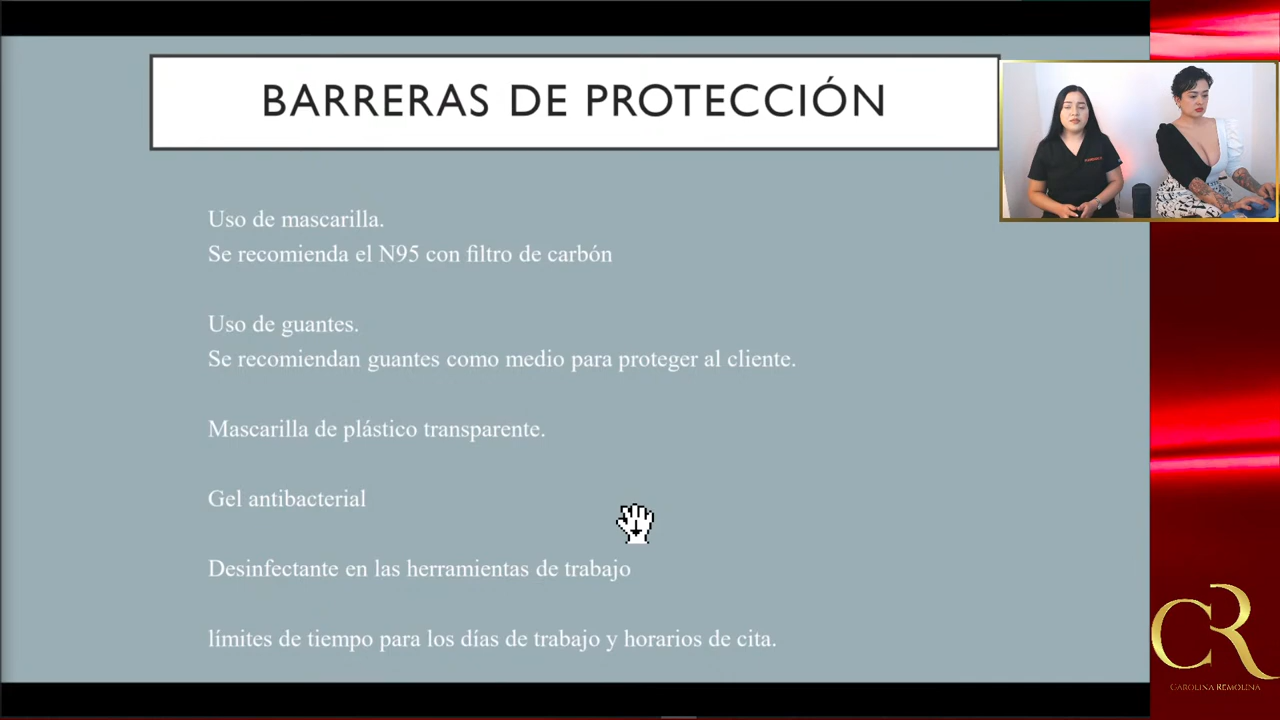 BARRERAS DE PROTECCIÓN
Uso de mascarilla.
Se recomienda el N95 con filtro de carbón
Uso de guantes.
Se recomiendan guantes como medio para proteger al cliente.
Mascarilla de plástico transparente.
Gel antibacterial
Desinfectante en las herramientas de trabajo
límites de tiempo para los días de trabajo y horarios de cita.
CR
CAROLINA REMOLINA